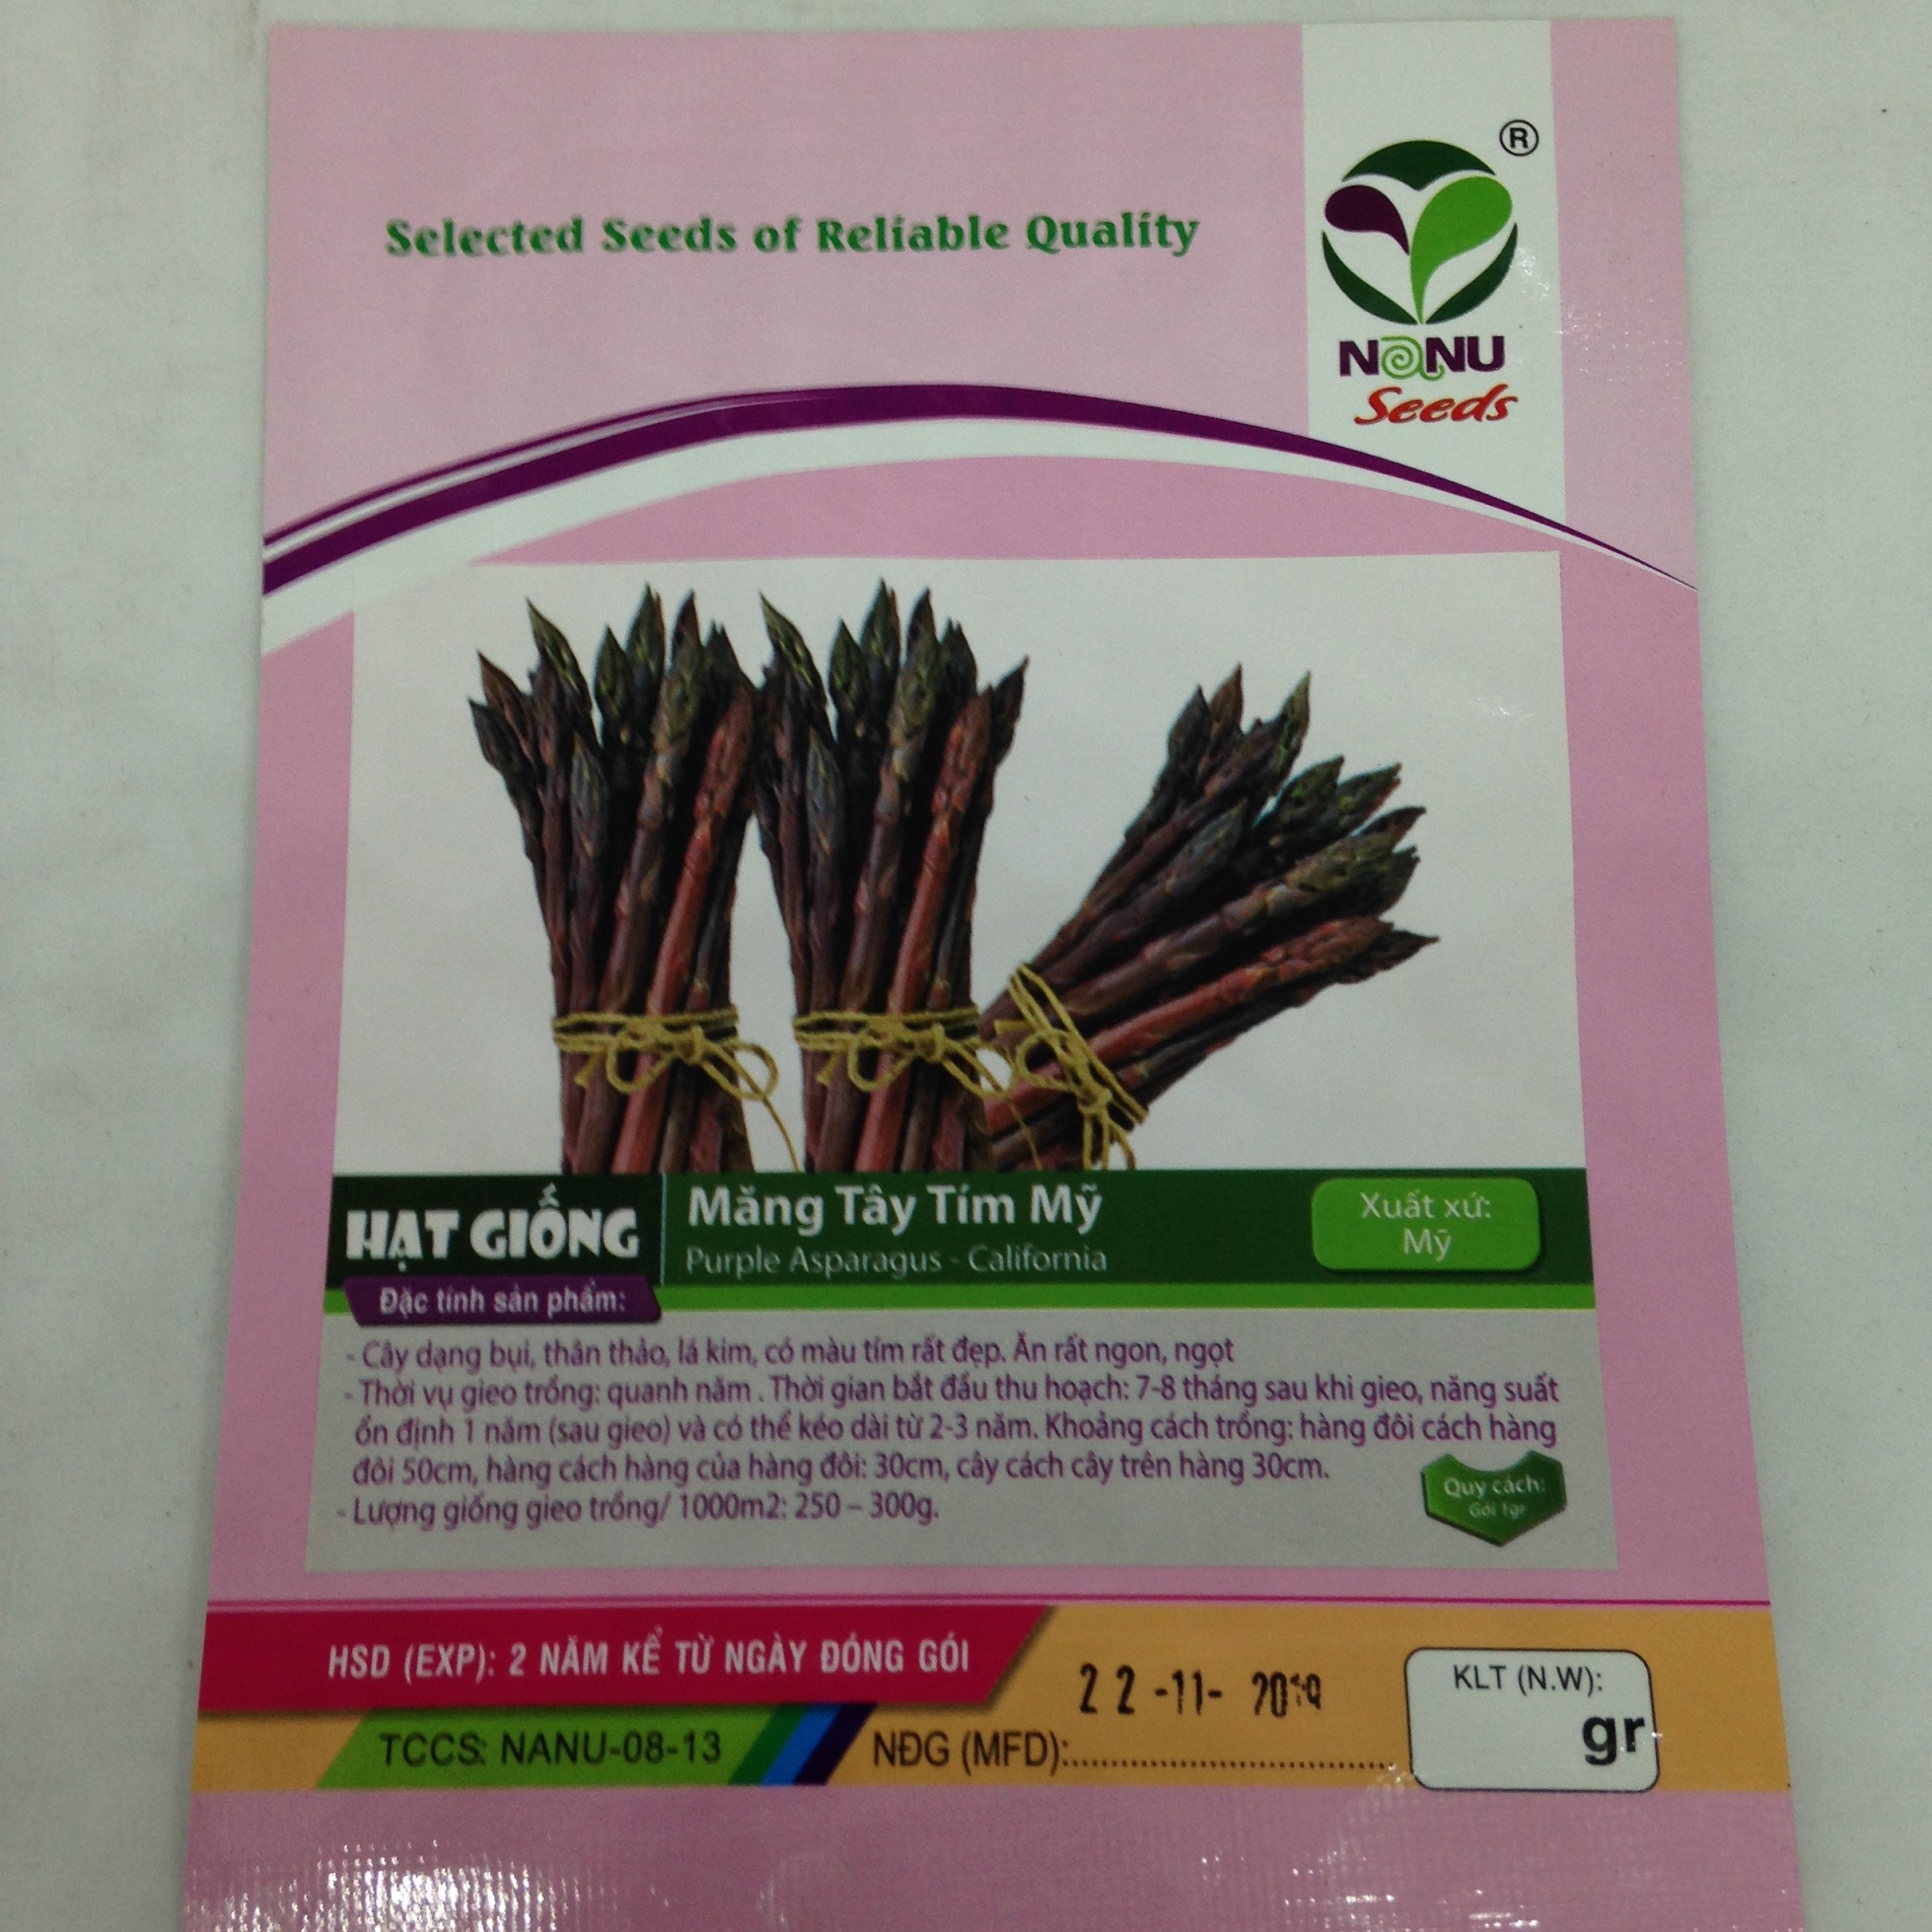 Selected Seeds of Reliable Quality
®
NANU
Seeds
HẠT GIỐNG
Măng Tây Tím Mỹ
Purple Asparagus - California
Xuất xứ:
Mỹ
Đặc tính sản phẩm:
- Cây dạng bụi, thân thảo, lá kim, có màu tím rất đẹp. Ăn rất ngon, ngọt
- Thời vụ gieo trồng: quanh năm . Thời gian bắt đầu thu hoạch: 7-8 tháng sau khi gieo, năng suất
ổn định 1 năm (sau gieo) và có thể kéo dài từ 2-3 năm. Khoảng cách trồng: hàng đôi cách hàng
đôi 50cm, hàng cách hàng của hàng đôi: 30cm, cây cách cây trên hàng 30cm.
- Lượng giống gieo trồng/ 1000m2: 250 – 300g.
Quy cách:
Gói 1gr
HSD (EXP): 2 NĂM KỂ TỪ NGÀY ĐÓNG GÓI
22 -11-
TCCS: NANU-08-13
NĐG (MFD):
KLT (N.W):
gr